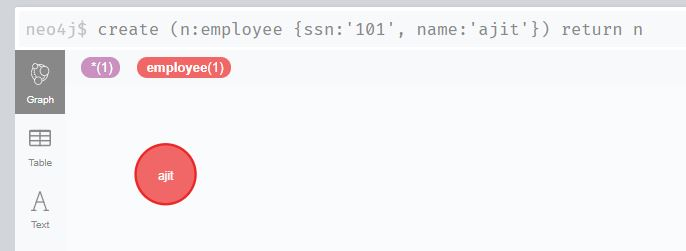 neo4j$ create (n:employee {ssn:'101', name:'ajit'}) return n
*(1) employee(1)
Graph
ajit
Table
Text